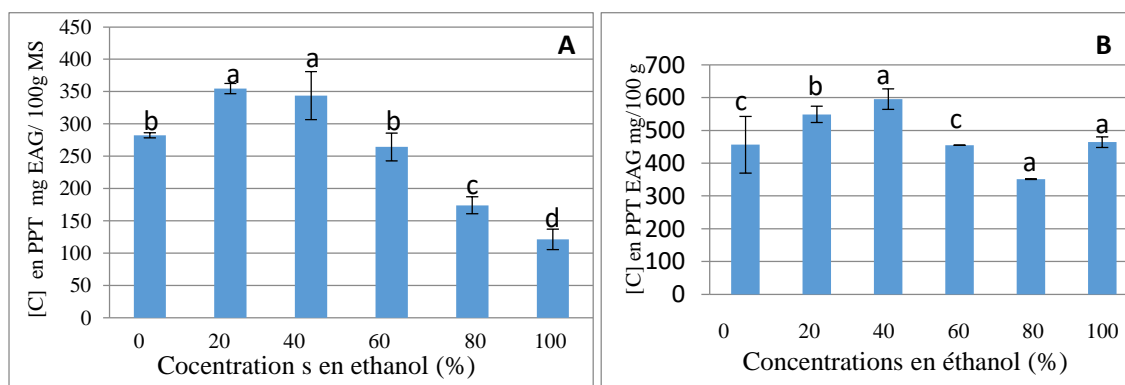 A
[C] en PPT mg EAG/ 100g MS
450
400
350
300
250
200
150
100
50
0
b
a
a
b
c
d
0 20 40 60 80 100
Cocentration s en ethanol (%)
B
[C] en PPT EAG mg/100 g
700
600
500
400
300
200
100
0
c
b
a
c
a
a
0 20 40 60 80 100
Concentrations en éthanol (%)